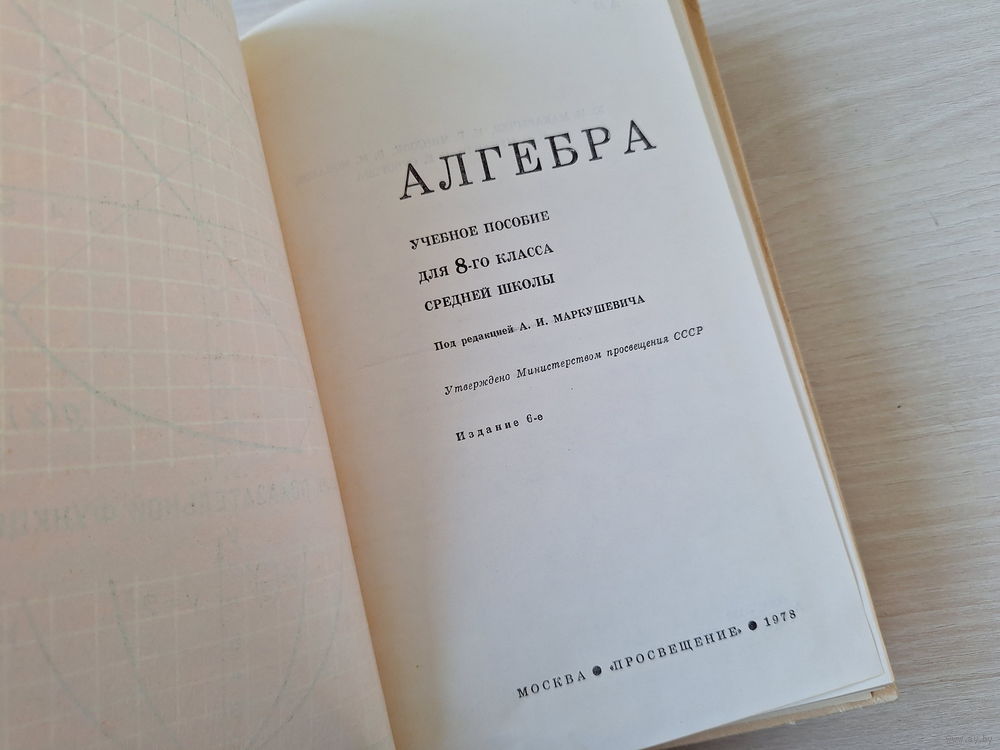 АЛГЕБРА
УЧЕБНОЕ ПОСОБИЕ
ДЛЯ 8-ГО КЛАССА
СРЕДНЕЙ ШКОЛЫ
Под редакцией А. И. МАРКУШЕВИЧА
Утверждено Министерством просвещения СССР
Издание 6-е
МОСКВА ● «ПРОСВЕЩЕНИЕ» ● 1978